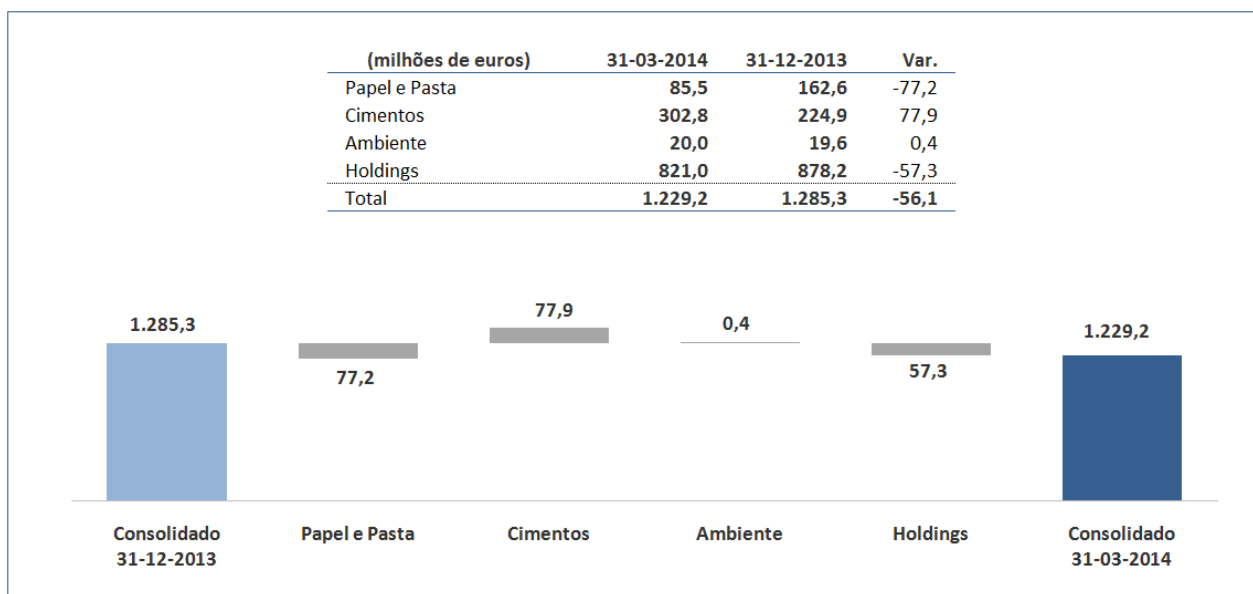 (milhões de euros) 31-03-2014 31-12-2013 Var.
Papel e Pasta 85,5 162,6 -77,2
Cimentos 302,8 224,9 77,9
Ambiente 20,0 19,6 0,4
Holdings 821,0 878,2 -57,3
Total 1.229,2 1.285,3 -56,1
1.285,3 77,2 77,9 0,4 57,3 1.229,2
Consolidado Papel e Pasta Cimentos Ambiente Holdings Consolidado
31-12-2013 31-03-2014